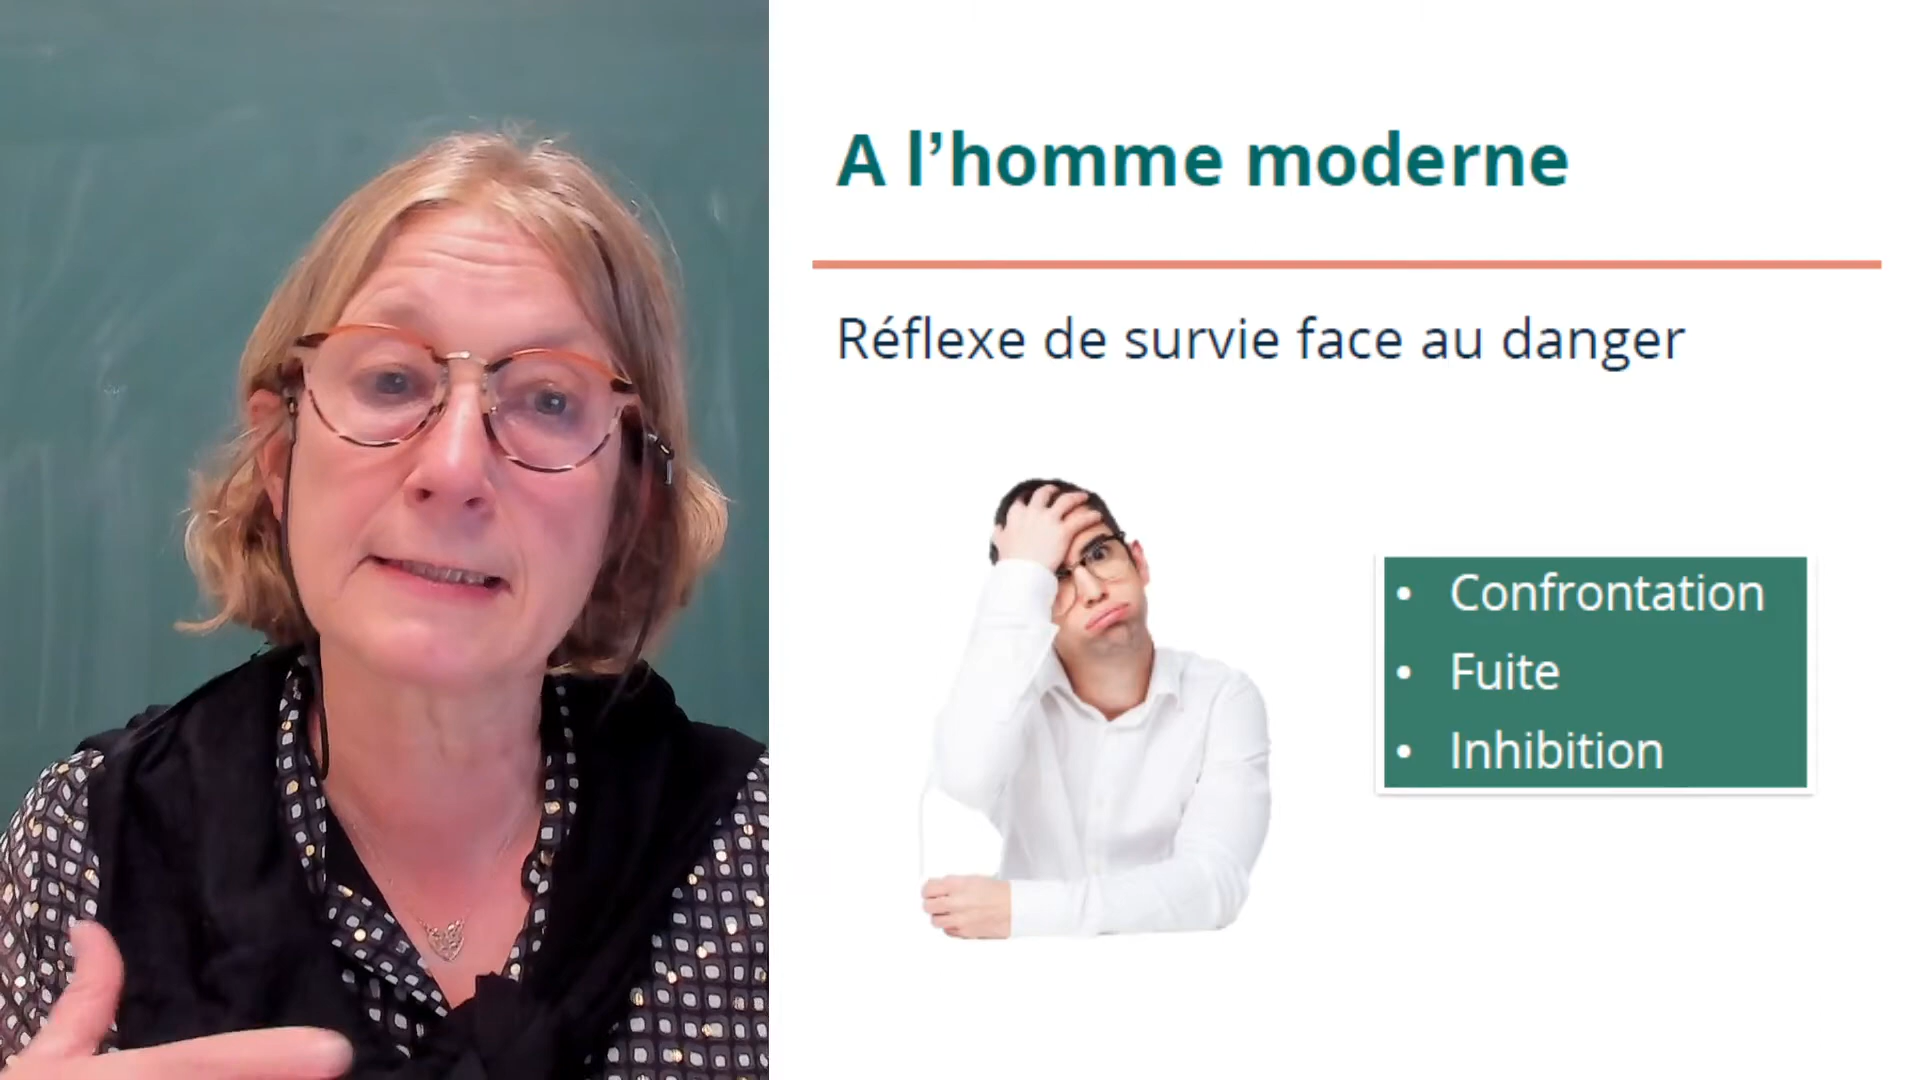 A l’homme moderne
Réflexe de survie face au danger
• Confrontation
• Fuite
• Inhibition